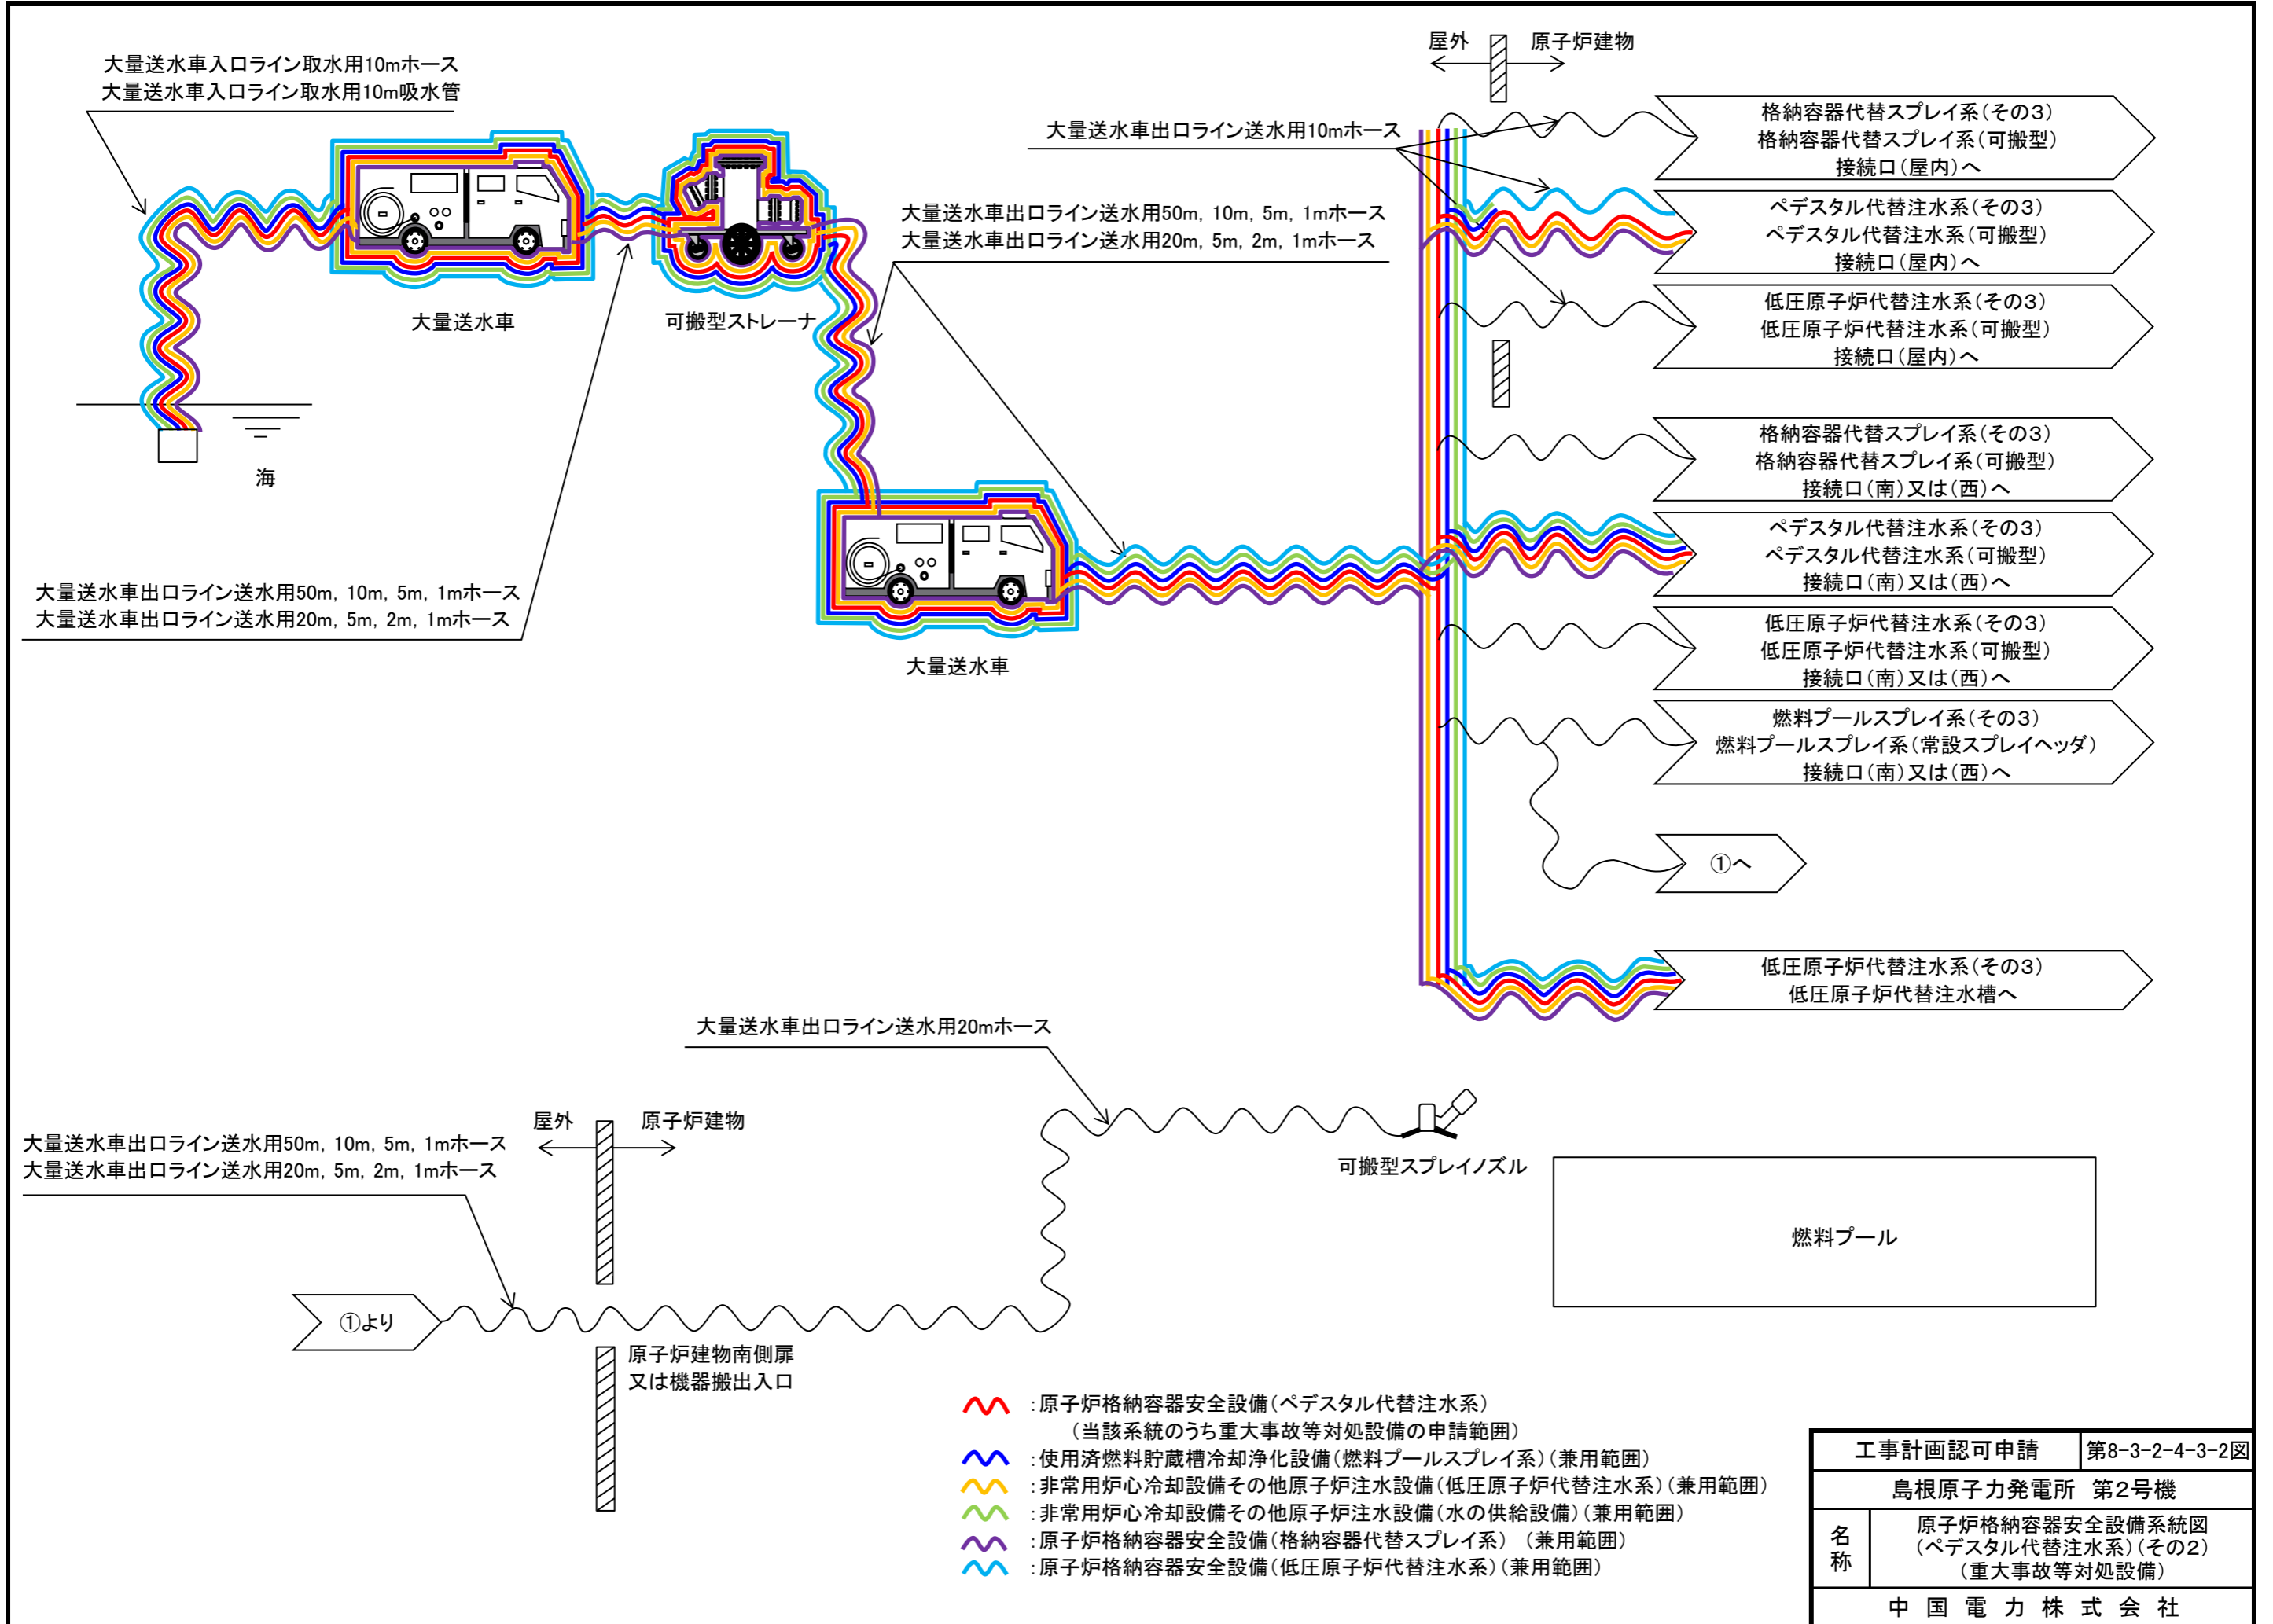 大量送水車入口ライン取水用10mホース
大量送水車入口ライン取水用10m吸水管
屋外
原子炉建物
大量送水車出口ライン送水用10mホース
格納容器代替スプレイ系(その3)
格納容器代替スプレイ系(可搬型)
接続口(屋内)へ
大量送水車出口ライン送水用50m, 10m, 5m, 1mホース
大量送水車出口ライン送水用20m, 5m, 2m, 1mホース
ペデスタル代替注水系(その3)
ペデスタル代替注水系(可搬型)
接続口(屋内)へ
大量送水車
可搬型ストレーナ
低圧原子炉代替注水系(その3)
低圧原子炉代替注水系(可搬型)
接続口(屋内)へ
海
格納容器代替スプレイ系(その3)
格納容器代替スプレイ系(可搬型)
接続口(南)又は(西)へ
ペデスタル代替注水系(その3)
ペデスタル代替注水系(可搬型)
接続口(南)又は(西)へ
大量送水車出口ライン送水用50m, 10m, 5m, 1mホース
大量送水車出口ライン送水用20m, 5m, 2m, 1mホース
大量送水車
低圧原子炉代替注水系(その3)
低圧原子炉代替注水系(可搬型)
接続口(南)又は(西)へ
燃料プールスプレイ系(その3)
燃料プールスプレイ系(常設スプレイヘッダ)
接続口(南)又は(西)へ
①へ
低圧原子炉代替注水系(その3)
低圧原子炉代替注水槽へ
大量送水車出口ライン送水用20mホース
屋外
原子炉建物
大量送水車出口ライン送水用50m, 10m, 5m, 1mホース
大量送水車出口ライン送水用20m, 5m, 2m, 1mホース
可搬型スプレイノズル
燃料プール
①より
原子炉建物南側扉
又は機器搬出入口
:原子炉格納容器安全設備(ペデスタル代替注水系)
(当該系統のうち重大事故等対処設備の申請範囲)
:使用済燃料貯蔵槽冷却浄化設備(燃料プールスプレイ系)(兼用範囲)
:非常用炉心冷却設備その他原子炉注水設備(低圧原子炉代替注水系)(兼用範囲)
:非常用炉心冷却設備その他原子炉注水設備(水の供給設備)(兼用範囲)
:原子炉格納容器安全設備(格納容器代替スプレイ系) (兼用範囲)
:原子炉格納容器安全設備(低圧原子炉代替注水系)(兼用範囲)
工事計画認可申請 第8-3-2-4-3-2図
島根原子力発電所 第2号機
名称
原子炉格納容器安全設備系統図
(ペデスタル代替注水系)(その2)
(重大事故等対処設備)
中国電力株式会社